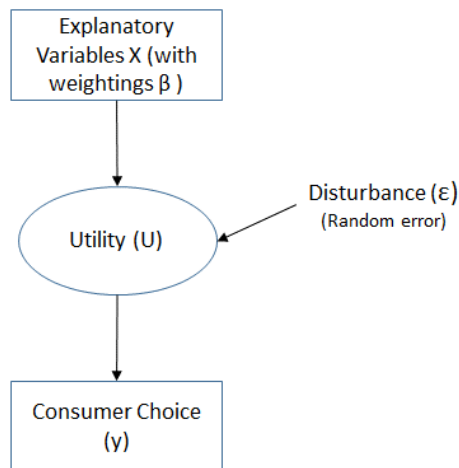 Explanatory
Variables X (with
weightings β )
Disturbance (ε)
(Random error)
Utility (U)
Consumer Choice
(y)